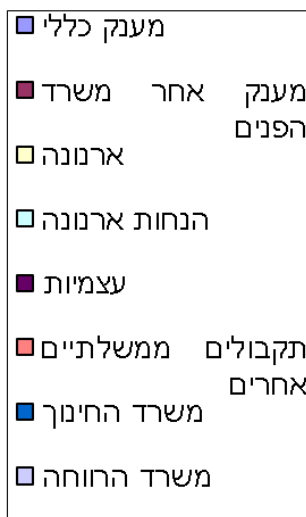 מענק כללי
מענק אחר משרד
הפנים
ארנונה
הנחות ארנונה
עצמיות
תקבולים ממשלתיים
אחרים
משרד החינוך
משרד הרווחה